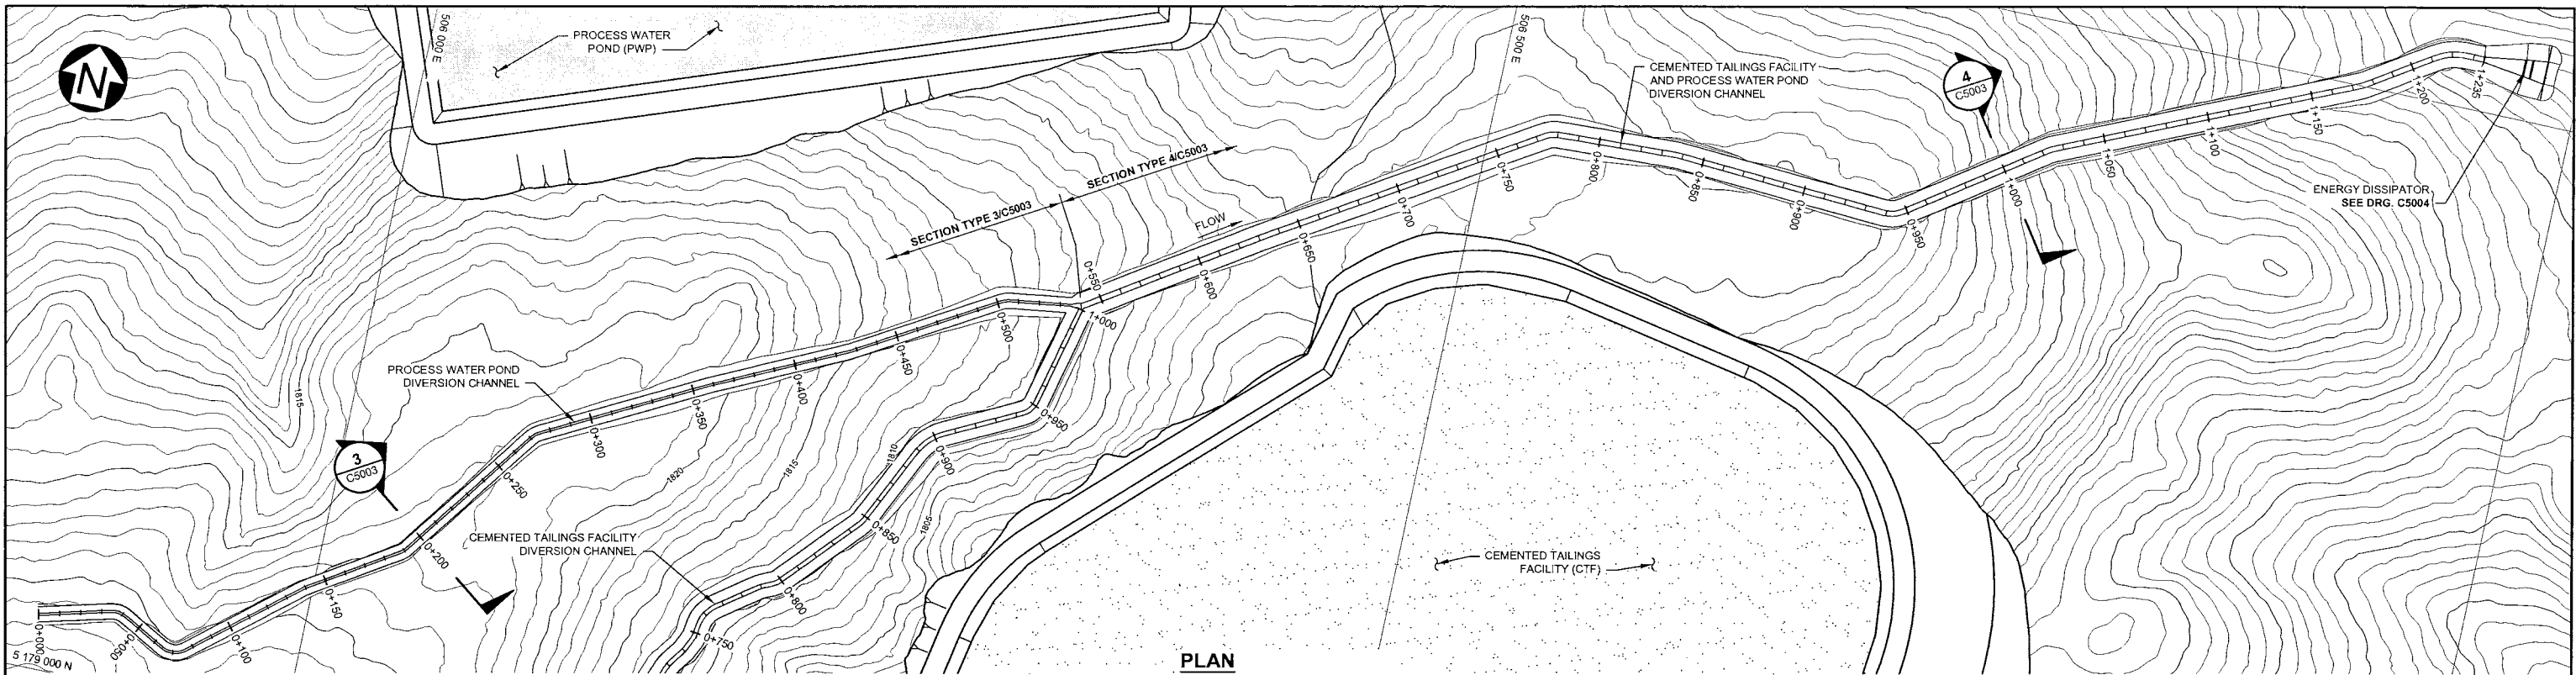 506 000 E
PROCESS WATER
POND (PWP)
506 500 E
N
CEMENTED TAILINGS FACILITY
AND PROCESS WATER POND
DIVERSION CHANNEL
4
C5003
1+235
1+200
1+150
1+100
1+050
1+000
ENERGY DISSIPATOR
SEE DRG. C5004
SECTION TYPE 4/C5003
SECTION TYPE 3/C5003
FLOW
0+550
0+600
0+650
0+700
0+750
0+800
0+850
0+900
0+950
1+000
0+500
0+450
0+400
0+350
0+300
0+250
0+200
0+150
0+100
0+050
0+000
PROCESS WATER POND
DIVERSION CHANNEL
1815
3
C5003
1820
1815
1810
1805
0+950
0+900
0+850
0+800
0+750
CEMENTED TAILINGS FACILITY
DIVERSION CHANNEL
CEMENTED TAILINGS
FACILITY (CTF)
5 179 000 N
PLAN